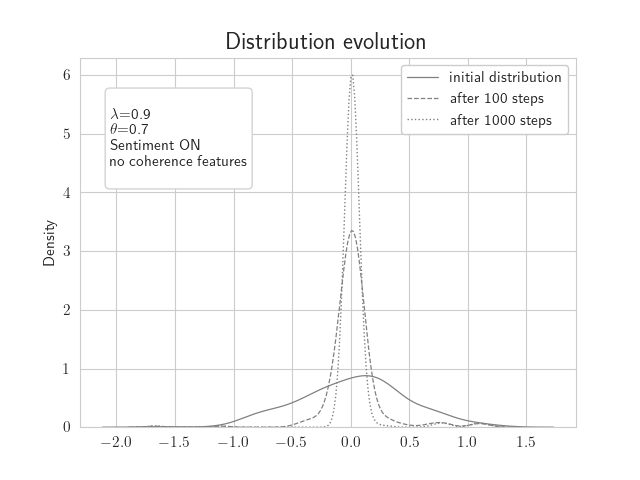 Distribution evolution
initial distribution
after 100 steps
after 1000 steps
λ=0.9
θ=0.7
Sentiment ON
no coherence features
Density
6
5
4
3
2
1
0
−2.0 −1.5 −1.0 −0.5 0.0 0.5 1.0 1.5